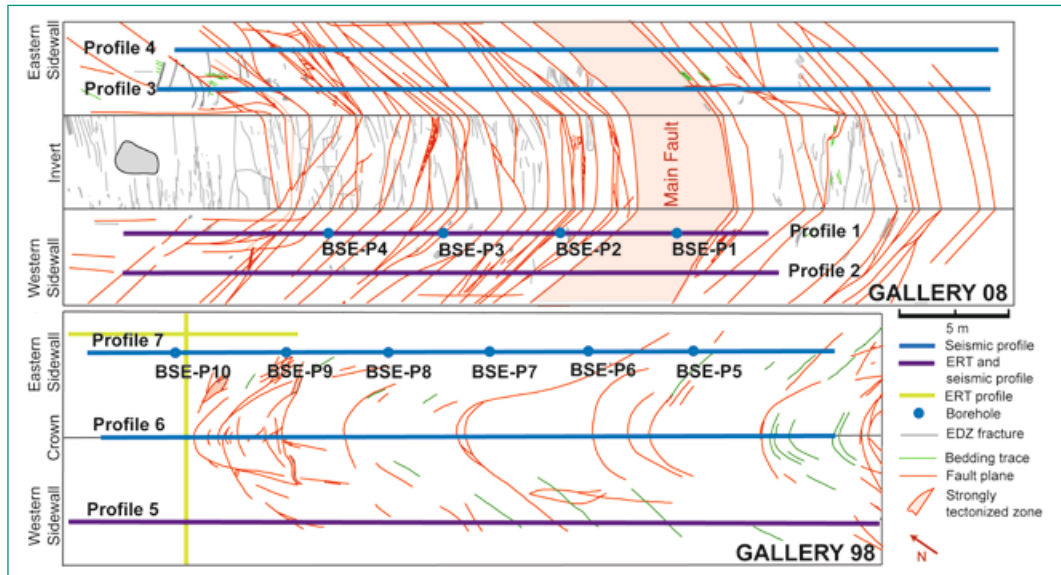 Eastern
Sidewall
Profile 4
Profile 3
Invert
Main Fault
Western
Sidewall
Profile 1
BSE-P4
BSE-P3
BSE-P2
BSE-P1
Profile 2
GALLERY 08
Eastern
Sidewall
Profile 7
BSE-P10
BSE-P9
BSE-P8
BSE-P7
BSE-P6
BSE-P5
Crown
Profile 6
Western
Sidewall
Profile 5
GALLERY 98
5 m
Seismic profile
ERT and
seismic profile
ERT profile
Borehole
EDZ fracture
Bedding trace
Fault plane
Strongly
tectonized zone
N